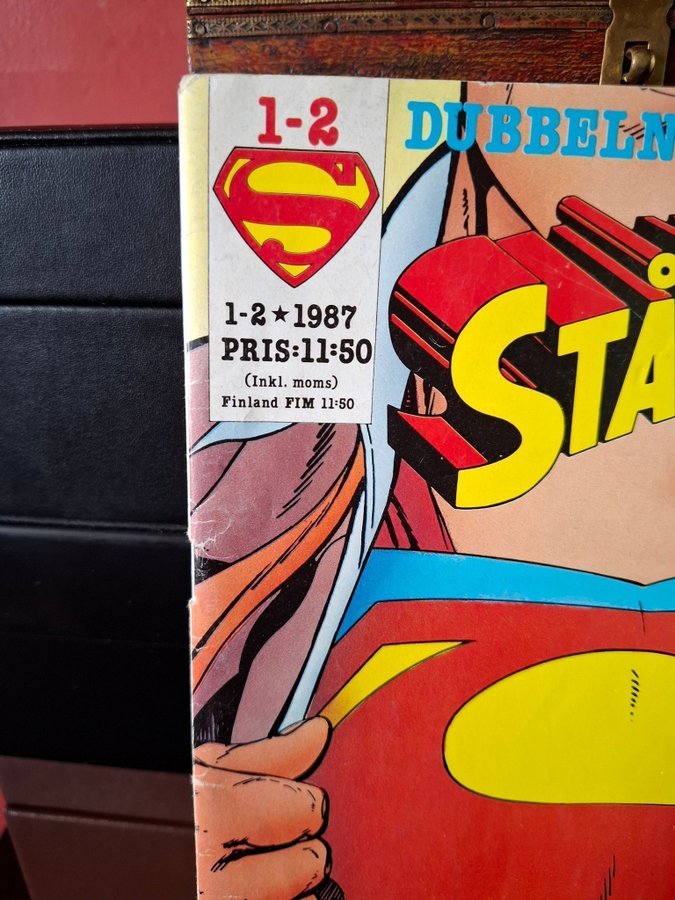 1-2
DUBBELN
S
1-2★1987
PRIS:11:50
(Inkl. moms)
Finland FIM 11:50
STÅ